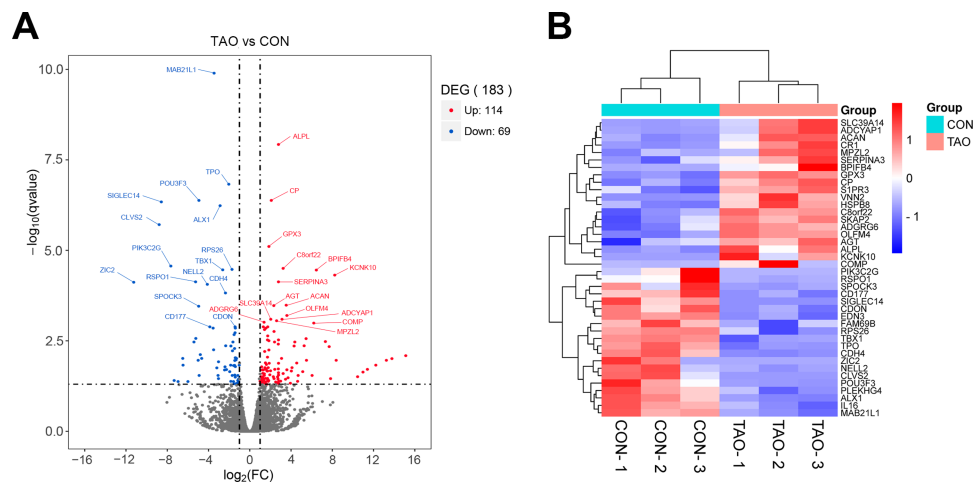 A
TAO vs CON
10.0
7.5
5.0
2.5
0.0
−log10(qvalue)
−16
−12
−8
−4
0
4
8
12
16
log2(FC)
MAB21L1
ALPL
TPO
POU3F3
SIGLEC14
CP
ALX1
CLVS2
GPX3
PIK3C2G
RPS26
C8orf22
BPIFB4
TBX1
KCNK10
ZIC2
NELL2
RSPO1
CDH4
SERPINA3
SPOCK3
SLC39A14
AGT
ACAN
ADGRG6
OLFM4
CD177
CDON
ADCYAP1
COMP
MPZL2
DEG ( 183 )
Up: 114
Down: 69
B
Group
SLC39A14
ADCYAP1
ACAN
CR1
MPZL2
SERPINA3
BPIFB4
GPX3
CP
S1PR3
VNN2
HSPB8
C8orf22
SKAP2
ADGRG6
OLFM4
AGT
ALPL
KCNK10
COMP
PIK3C2G
RSPO1
SPOCK3
CD177
SIGLEC14
CDON
EDN3
FAM69B
RPS26
TBX1
TPO
CDH4
ZIC2
NELL2
CLVS2
POU3F3
PLEKHG4
ALX1
IL16
MAB21L1
CON- 1
CON- 2
CON- 3
TAO- 1
TAO- 2
TAO- 3
1
0
1
Group
CON
TAO